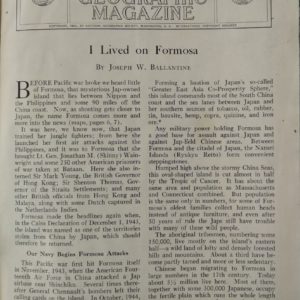 GEOGRAPHIC
MAGAZINE
I Lived on Formosa
BY JOSEPH W. BALLANTINE
BEFORE Pacific war broke we heard little
of Formosa, that mysterious Jap-owned
island that lies between Nippon and the
Philippines and some 90 miles off the
China coast. Now, as shooting gets closer to
Japan, the name Formosa comes more and
more into the news
It was here, we know now, that Japan
trained her jungle fighters; from here she
launched her first air attacks against the
Philippines. And it was to Formosa that she
brought Lt. Gen. Jonathan M. (Skinny) Wain-
wright and some 250 other American prisoners
of war taken at Bataan. Here she also in-
terned Sir Mark Young, the British Governor
of Hong Kong; Sir Shenton Thomas, Gov-
ernor of the Straits Settlements; and many
other high officials from Hong Kong and
Malaya, along with some Dutch captured in
the Netherlands Indies.
Formosa made the headlines again when,
in the Cairo Declaration of December 1, 1943,
the island was named as one of the territories
stolen from China by Japan, which should
therefore be returned.
Our Navy Begins Formosa Attacks
This Pacific war first hit Formosa itself
in November, 1943, when the American Four-
teenth Air Force in China attacked a Jap
airbase near Shinchiku. Since then several
other General Chennault's bombers left their
calling cards on the island. In October, 1944,
Forming a bastion of Japan's so-called
"Greater East Asia Co-Prosperity Sphere,"
this island commands most of the South China
coast and the sea lanes between Japan and
her southern sources of tobacco, oil, rubber,
tin, bauxite, hemp, copra, quinine, and iron
ore.
Any military power holding Formosa has
a good base for assault against Japan and
against Jap-held Chinese areas. Between
Formosa and the citadel of Japan, the Nansei
Islands (Ryukyu Retto) form convenient
steppingstones.
Humped high above the stormy China Seas,
this oval-shaped island is cut almost in half
by the Tropic of Cancer. It has about the
same area and population as Massachusetts
and Connecticut combined. But population
is the same only in numbers, for some of For-
mosa's oldest families collect human heads
instead of antique furniture, and even after
50 years of rule the Japs still have trouble
with many of these wild people.
The aboriginal tribesmen, numbering some
150,000, live mostly on the island's eastern
half—a wild land of lofty and densely forested
hills and mountains. About a third have be-
come partly tamed and more or less sedentary.
Chinese began migrating to Formosa in
large numbers in the 17th century. Today
about 5½ million live here. Most of them,
together with some 300,000 Japanese, occupy
the fertile plain which runs the whole length